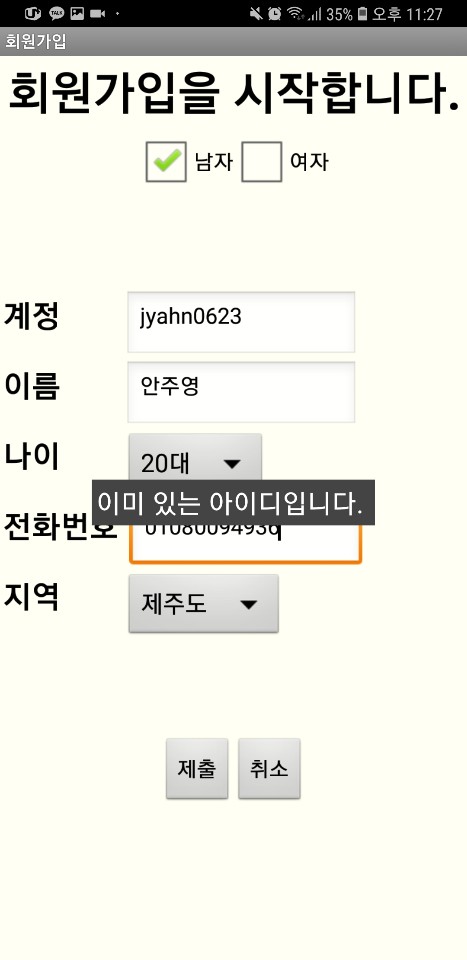 35% 오후 11:27
회원가입
회원가입을 시작합니다.
남자 여자
계정 jyahn0623
이름 안주영
나이 20대
이미 있는 아이디입니다.
전화번호 01080094936
지역 제주도
제출 취소